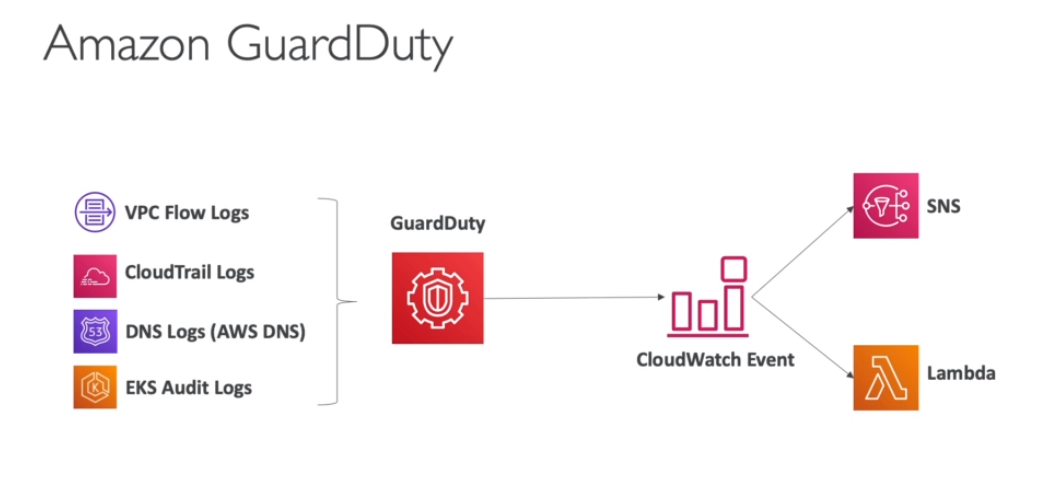 Amazon GuardDuty
VPC Flow Logs
CloudTrail Logs
53
DNS Logs (AWS DNS)
K
EKS Audit Logs
GuardDuty
CloudWatch Event
SNS
Lambda